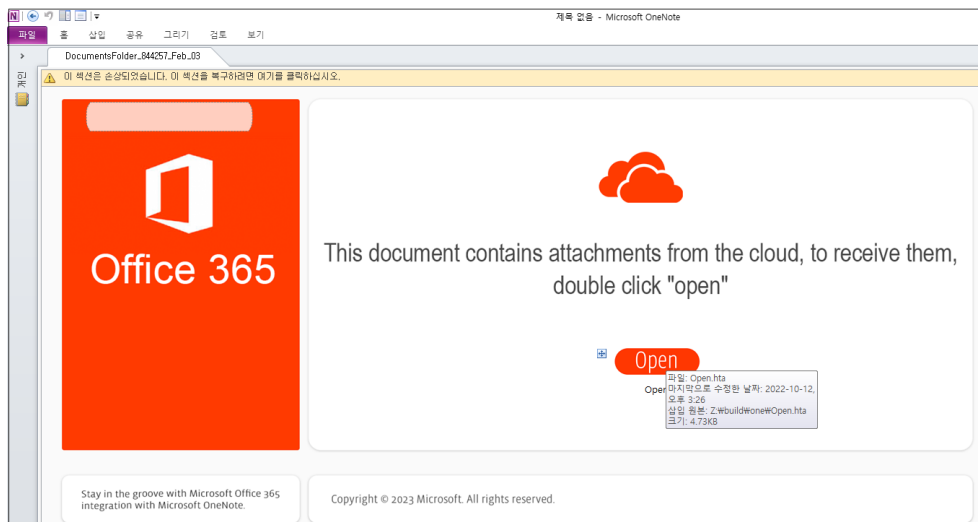 제목 없음 - Microsoft OneNote
파일 홈 삽입 공유 그리기 검토 보기
DocumentsFolder_844257_Feb_03
이 섹션은 손상되었습니다. 이 섹션을 복구하려면 여기를 클릭하십시오.
개인
Office 365
This document contains attachments from the cloud, to receive them,
double click "open"
Open
Open
파일: Open.hta
마지막으로 수정한 날짜: 2022-10-12,
오후 3:26
삽입 원본: Z:₩build₩one₩Open.hta
크기: 4.73KB
Stay in the groove with Microsoft Office 365
integration with Microsoft OneNote.
Copyright © 2023 Microsoft. All rights reserved.